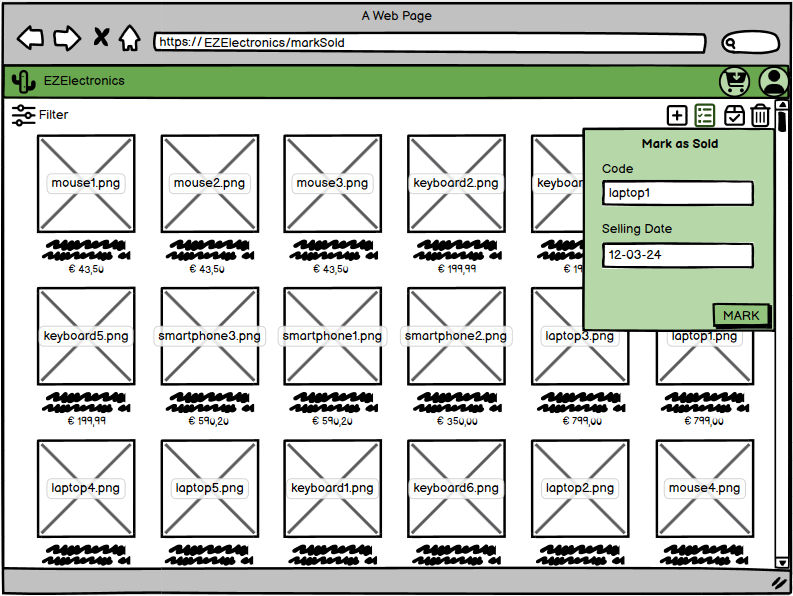 A Web Page
https:// EZElectronics/markSold
EZElectronics
Filter
Mark as Sold
Code
laptop1
Selling Date
12-03-24
MARK
mouse1.png
mouse2.png
mouse3.png
keyboard2.png
keyboar
€ 43,50
€ 43,50
€ 43,50
€ 199,99
€ 19
keyboard5.png
smartphone3.png
smartphone1.png
smartphone2.png
laptop3.png
laptop1.png
€ 199,99
€ 590,20
€ 590,20
€ 350,00
€ 799,00
€ 799,00
laptop4.png
laptop5.png
keyboard1.png
keyboard6.png
laptop2.png
mouse4.png